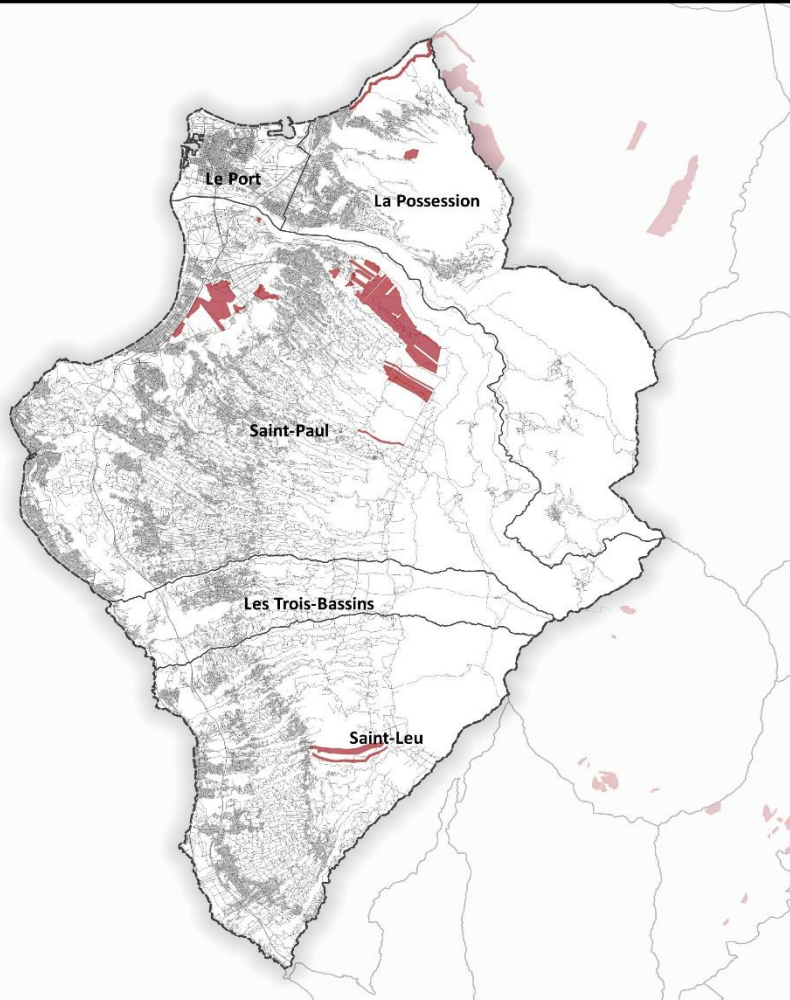 Le Port
La Possession
Saint-Paul
Les Trois-Bassins
Saint-Leu